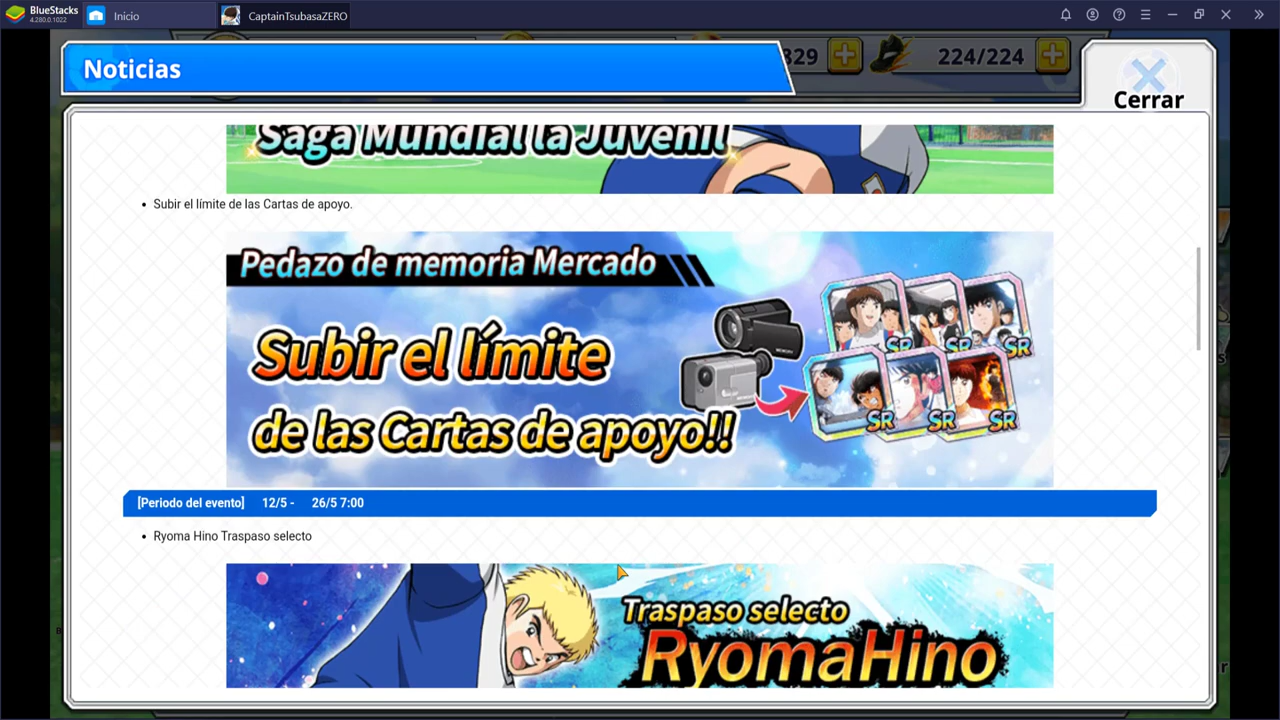 BlueStacks
4.280.0.1022
Inicio
CaptainTsubasaZERO
329
224/224
Noticias
Cerrar
Saga Mundial la Juvenil
• Subir el límite de las Cartas de apoyo.
Pedazo de memoria Mercado
Subir el límite
de las Cartas de apoyo!!
SR
SR
SR
SR
SR
SR
[Periodo del evento] 12/5 - 26/5 7:00
• Ryoma Hino Traspaso selecto
Traspaso selecto
RyomaHino